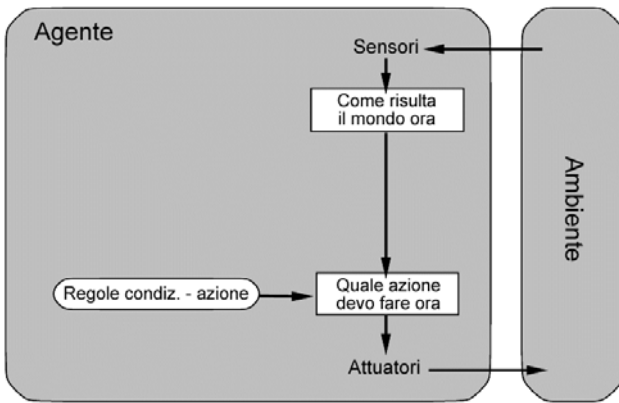 Agente
Sensori
Come risulta
il mondo ora
Ambiente
Regole condiz. - azione
Quale azione
devo fare ora
Attuatori